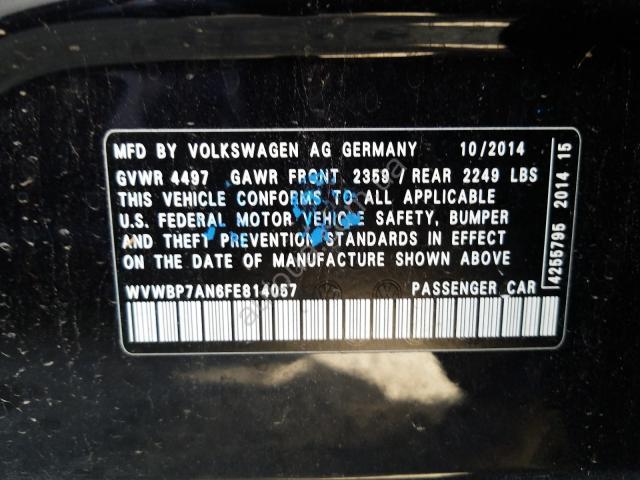 MFD BY VOLKSWAGEN AG GERMANY 10/2014
GVWR 4497 GAWR FRONT 2359 / REAR 2249 LBS
THIS VEHICLE CONFORMS TO ALL APPLICABLE
U.S. FEDERAL MOTOR VEHICLE SAFETY, BUMPER
AND THEFT PREVENTION STANDARDS IN EFFECT
ON THE DATE OF MANUFACTURE SHOWN ABOVE
WVWBP7AN6FE814057 PASSENGER CAR
4255795 2014 15